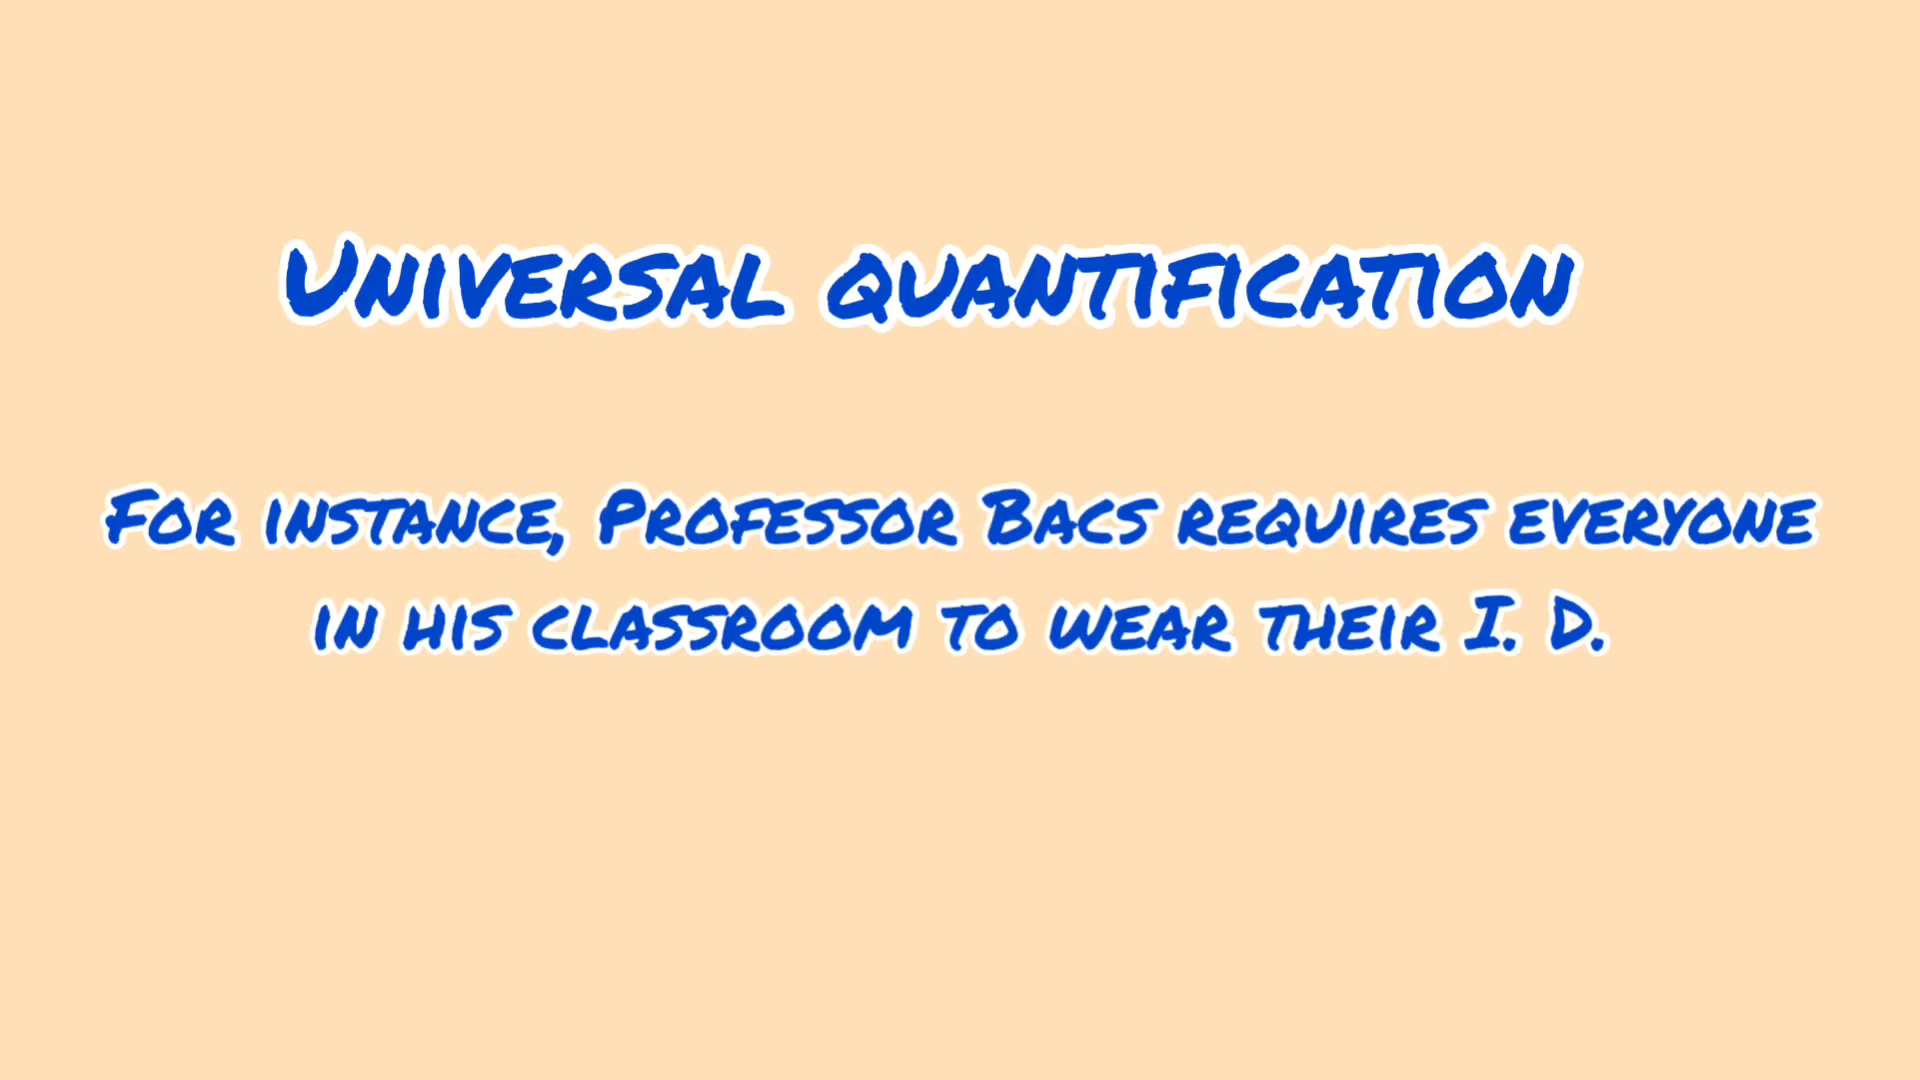 Universal quantification
For instance, Professor Bacs requires everyone
in his classroom to wear their I. D.